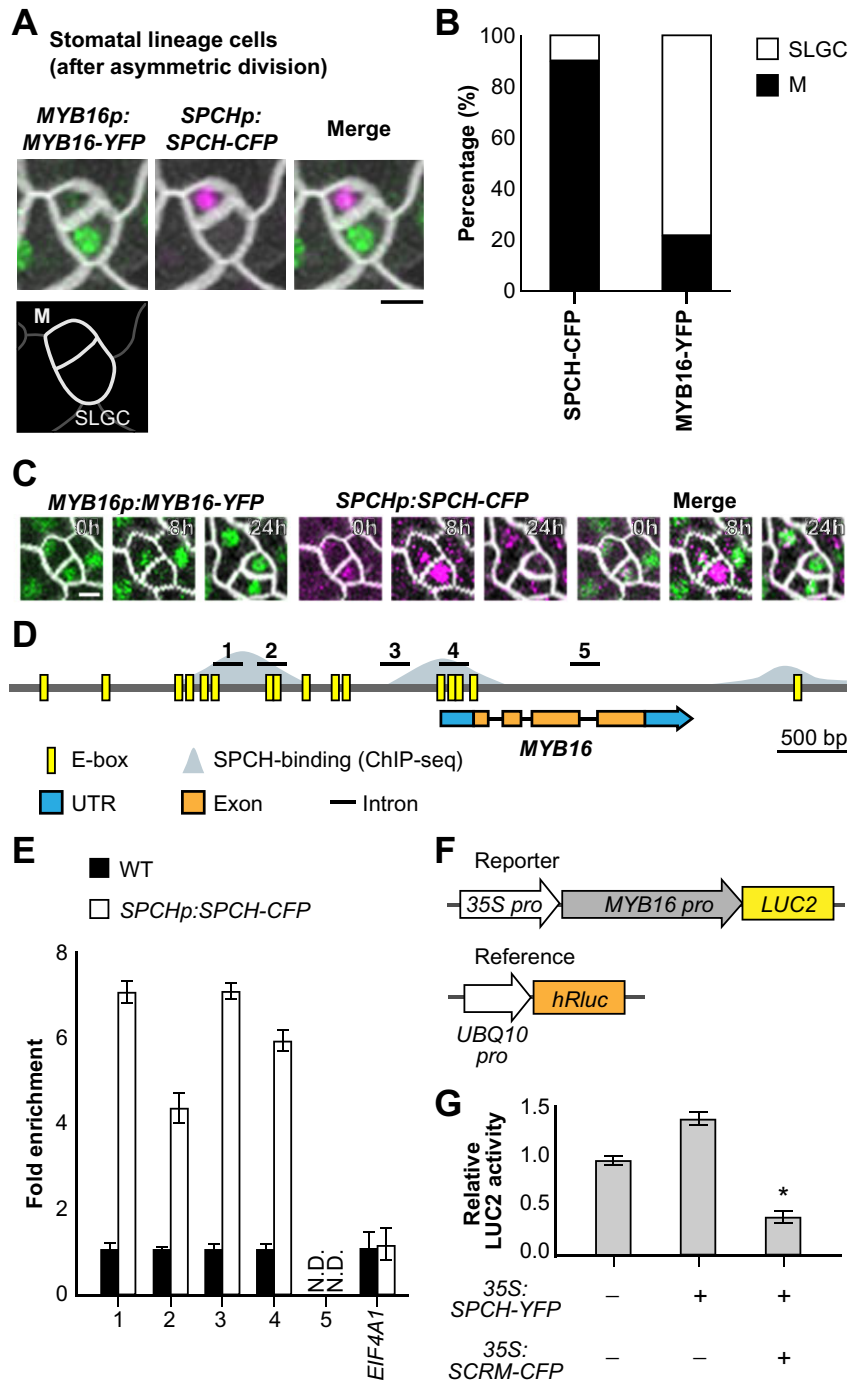 A
Stomatal lineage cells
(after asymmetric division)
MYB16p:
MYB16-YFP
SPCHp:
SPCH-CFP
Merge
M
SLGC
B
Percentage (%)
100
80
60
40
20
0
SPCH-CFP
MYB16-YFP
SLGC
M
C
MYB16p:MYB16-YFP
SPCHp:SPCH-CFP
Merge
0h
8h
24h
0h
8h
24h
0h
8h
24h
D
1
2
3
4
5
MYB16
500 bp
E-box
SPCH-binding (ChIP-seq)
UTR
Exon
Intron
E
WT
SPCHp:SPCH-CFP
Fold enrichment
8
6
4
2
0
N.D.
N.D.
1
2
3
4
5
EIF4A1
F
Reporter
35S pro
MYB16 pro
LUC2
Reference
UBQ10
pro
hRluc
G
Relative
LUC2 activity
1.5
1.0
0.5
0.0
*
35S:
SPCH-YFP
– + +
35S:
SCRM-CFP
– – +